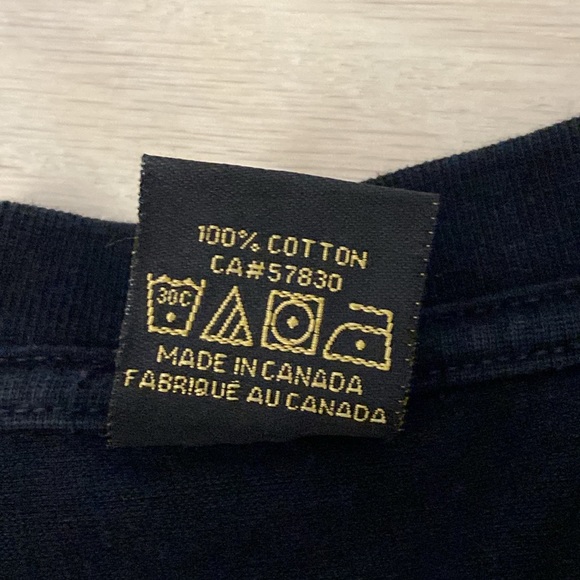 100% COTTON
CA#57830
30C
MADE IN CANADA
FABRIQUÉ AU CANADA